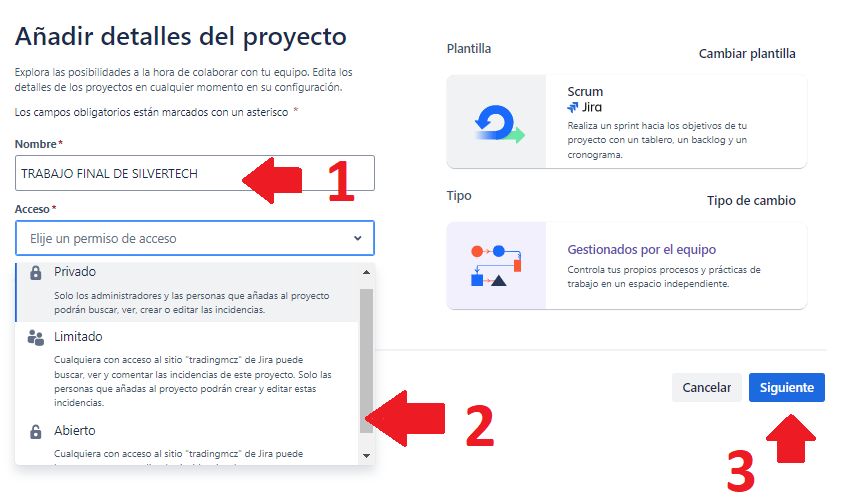 Añadir detalles del proyecto
Explora las posibilidades a la hora de colaborar con tu equipo. Edita los
detalles de los proyectos en cualquier momento en su configuración.
Los campos obligatorios están marcados con un asterisco *
Nombre*
TRABAJO FINAL DE SILVERTECH
1
Acceso*
Elije un permiso de acceso
Privado
Solo los administradores y las personas que añadas al proyecto
podrán buscar, ver, crear o editar las incidencias.
Limitado
Cualquiera con acceso al sitio "tradingmcz" de Jira puede
buscar, ver y comentar las incidencias de este proyecto. Solo las
personas que añadas al proyecto podrán crear y editar estas
incidencias.
2
Abierto
Cualquiera con acceso al sitio "tradingmcz" de Jira puede
Plantilla
Cambiar plantilla
Scrum
Jira
Realiza un sprint hacia los objetivos de tu
proyecto con un tablero, un backlog y un
cronograma.
Tipo
Tipo de cambio
Gestionados por el equipo
Controla tus propios procesos y prácticas de
trabajo en un espacio independiente.
Cancelar
Siguiente
3